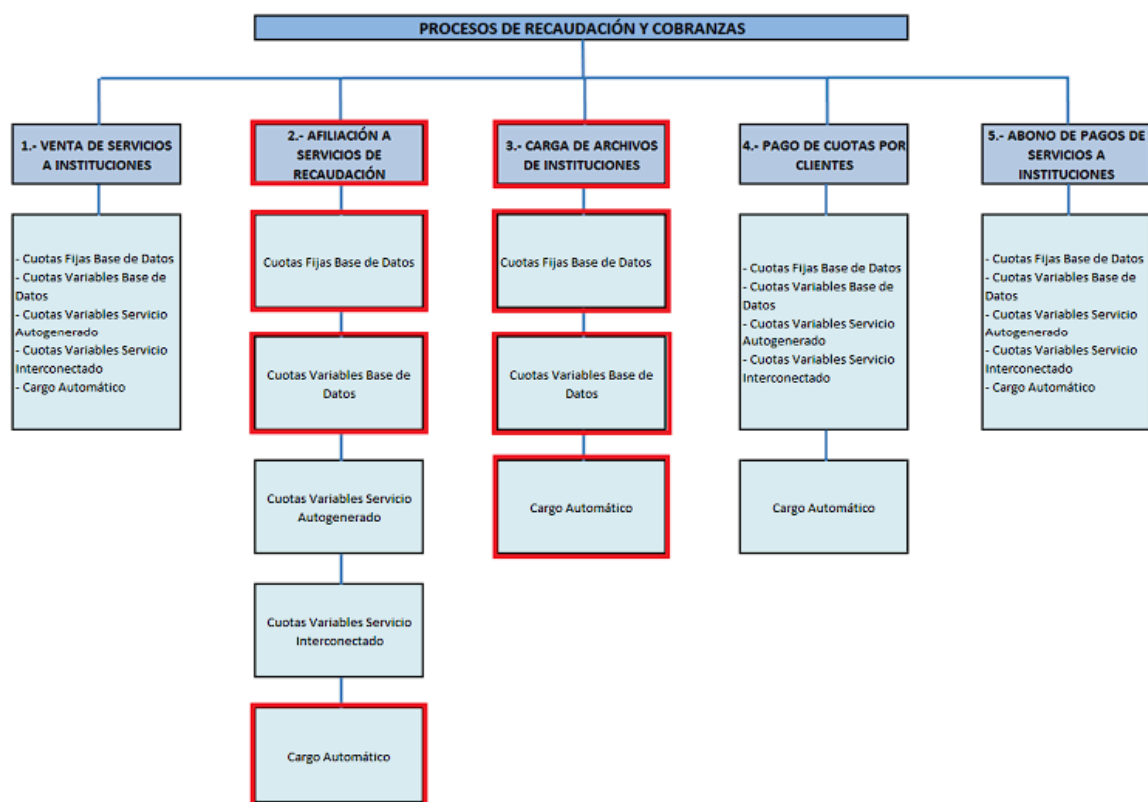 PROCESOS DE RECAUDACIÓN Y COBRANZAS
1.- VENTA DE SERVICIOS
A INSTITUCIONES
- Cuotas Fijas Base de Datos
- Cuotas Variables Base de
Datos
- Cuotas Variables Servicio
Autogenerado
- Cuotas Variables Servicio
Interconectado
- Cargo Automático
2.- AFILIACIÓN A
SERVICIOS DE
RECAUDACIÓN
Cuotas Fijas Base de Datos
Cuotas Variables Base de
Datos
Cuotas Variables Servicio
Autogenerado
Cuotas Variables Servicio
Interconectado
Cargo Automático
3.- CARGA DE ARCHIVOS
DE INSTITUCIONES
Cuotas Fijas Base de Datos
Cuotas Variables Base de
Datos
Cargo Automático
4.- PAGO DE CUOTAS POR
CLIENTES
- Cuotas Fijas Base de Datos
- Cuotas Variables Base de
Datos
- Cuotas Variables Servicio
Autogenerado
- Cuotas Variables Servicio
Interconectado
Cargo Automático
5.- ABONO DE PAGOS DE
SERVICIOS A
INSTITUCIONES
- Cuotas Fijas Base de Datos
- Cuotas Variables Base de
Datos
- Cuotas Variables Servicio
Autogenerado
- Cuotas Variables Servicio
Interconectado
- Cargo Automático